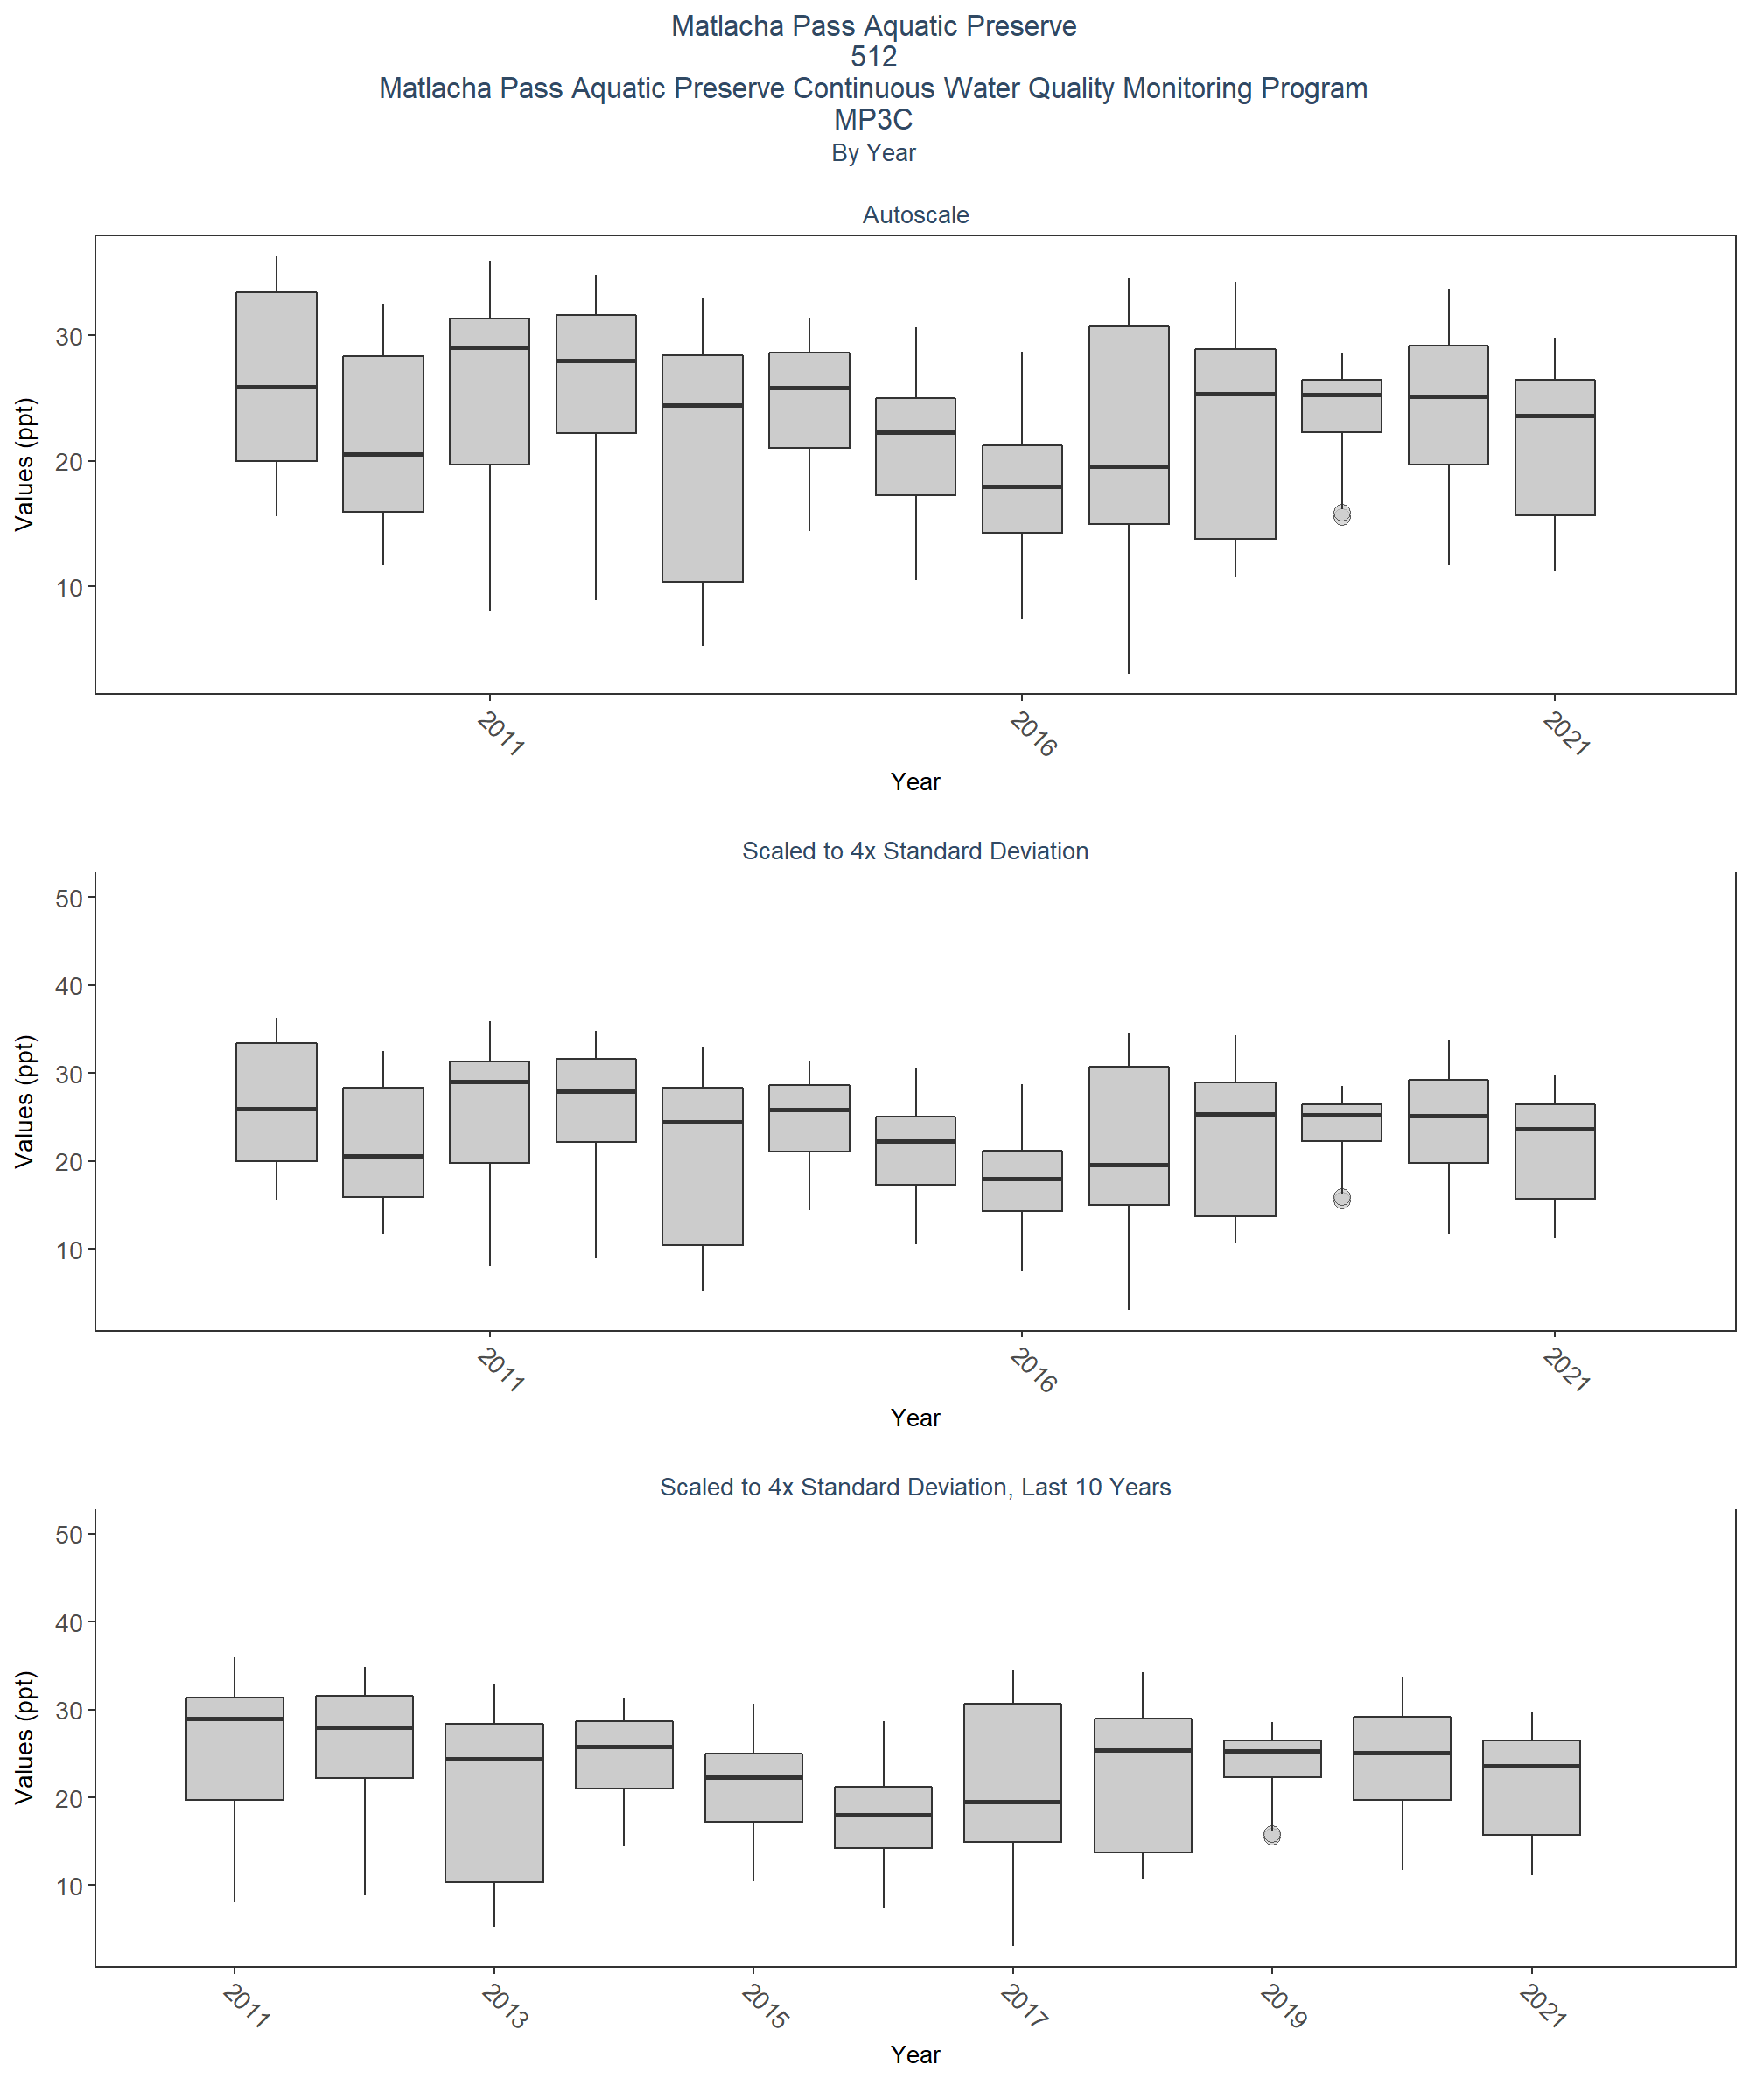 Matlacha Pass Aquatic Preserve
512
Matlacha Pass Aquatic Preserve Continuous Water Quality Monitoring Program
MP3C
By Year
Autoscale
Values (ppt)
30
20
10
2011 2016 2021
Year
Scaled to 4x Standard Deviation
Values (ppt)
50
40
30
20
10
2011 2016 2021
Year
Scaled to 4x Standard Deviation, Last 10 Years
Values (ppt)
50
40
30
20
10
2011 2013 2015 2017 2019 2021
Year